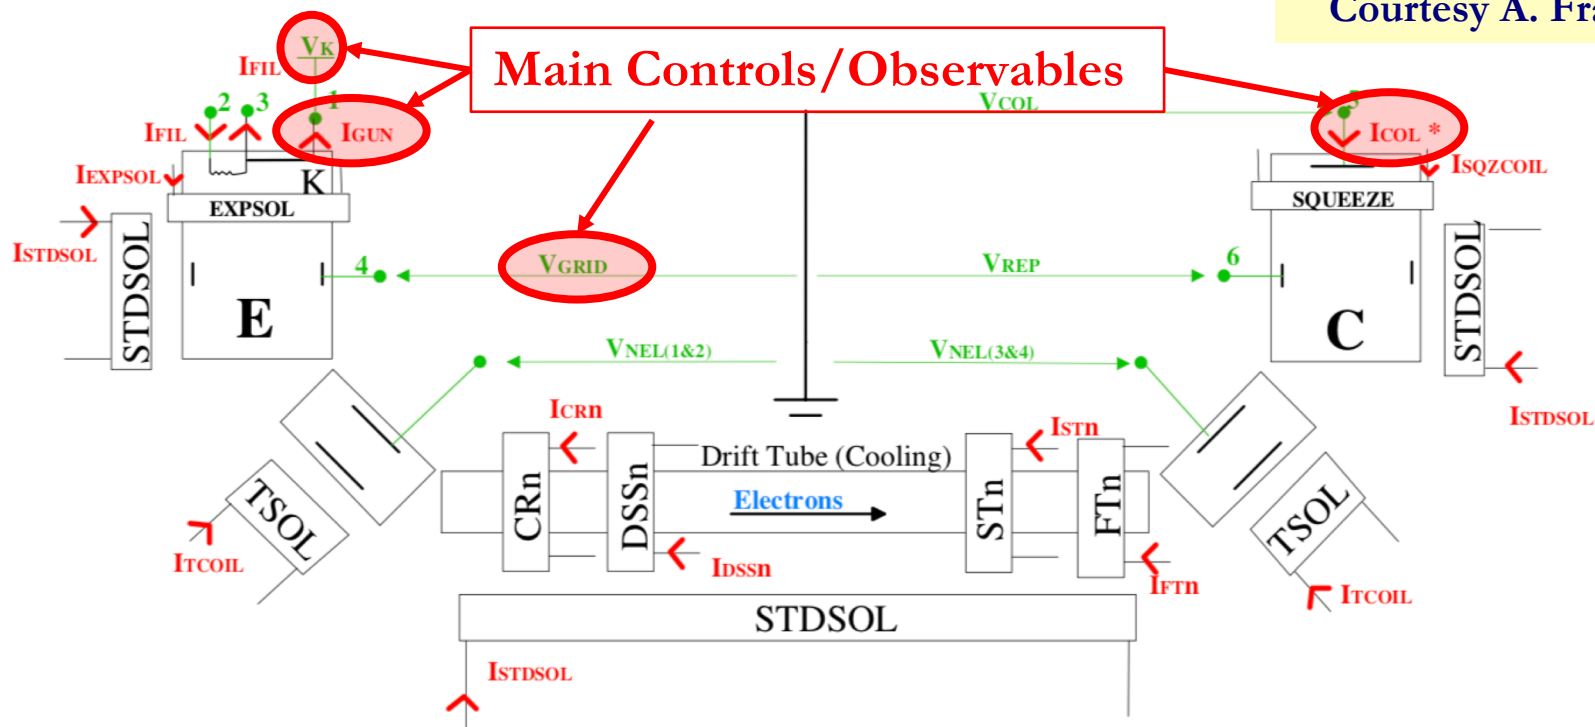 Courtesy A. Fra
VK
IFIL
Main Controls/Observables
VCOL
2
3
1
5
IFIL
IGUN
ICOL *
IEXPSOL
K
ISQZCOIL
EXPSOL
SQUEEZE
ISTDSOL
STDSOL
4
VGRID
VREP
6
STDSOL
E
C
VNEL(1&2)
VNEL(3&4)
ISTDSOL
ICRn
ISTn
Drift Tube (Cooling)
CRn
DSSn
Electrons
STn
FTn
TSOL
TSOL
ITCOIL
IDSSn
IFTn
ITCOIL
STDSOL
ISTDSOL